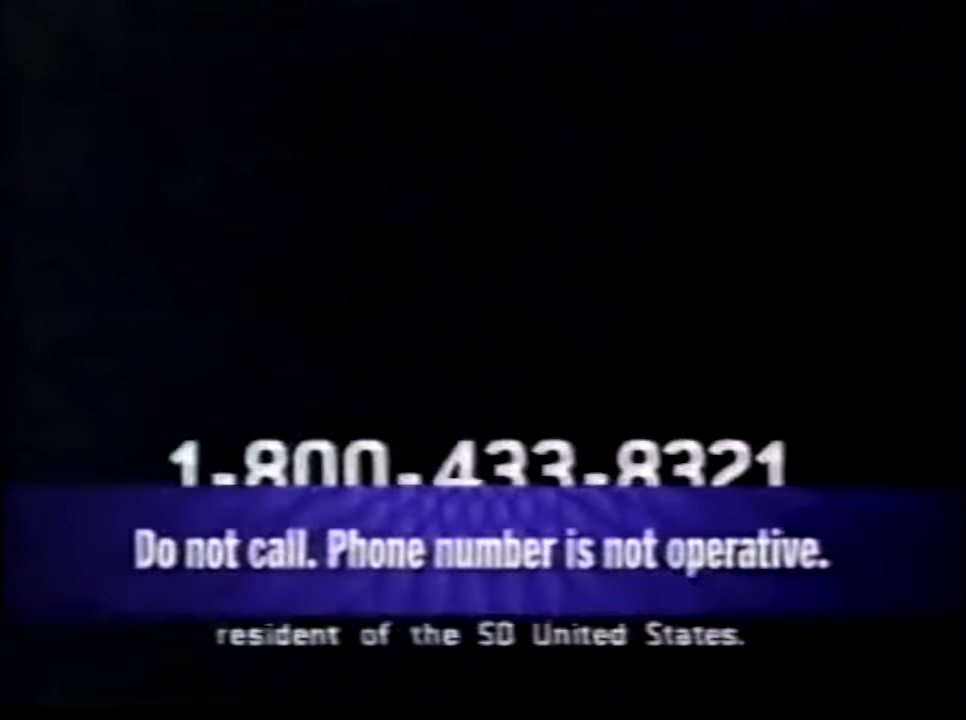 1-800-433-8321
Do not call. Phone number is not operative.
resident of the 50 United States.